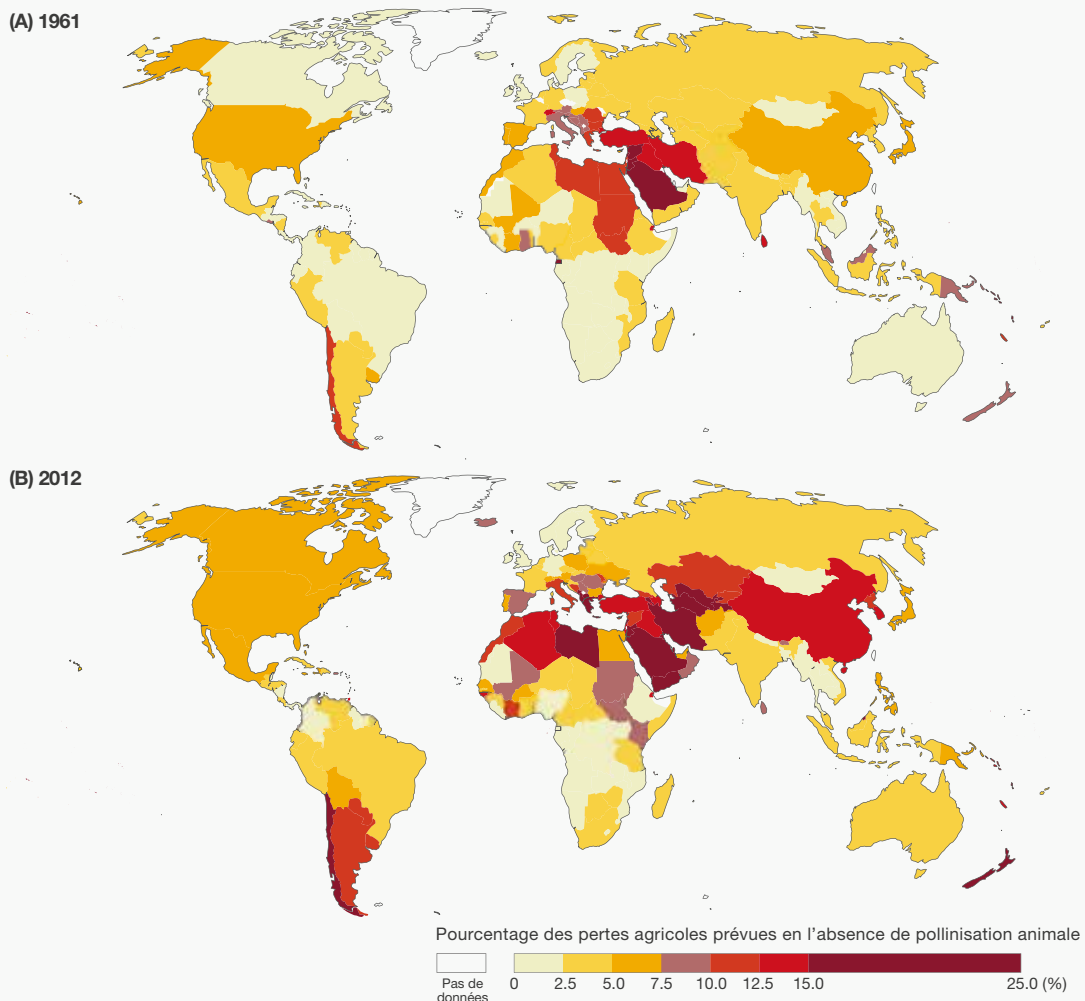 (A) 1961
(B) 2012
Pourcentage des pertes agricoles prévues en l'absence de pollinisation animale
Pas de
données
0 2.5 5.0 7.5 10.0 12.5 15.0 25.0 (%)